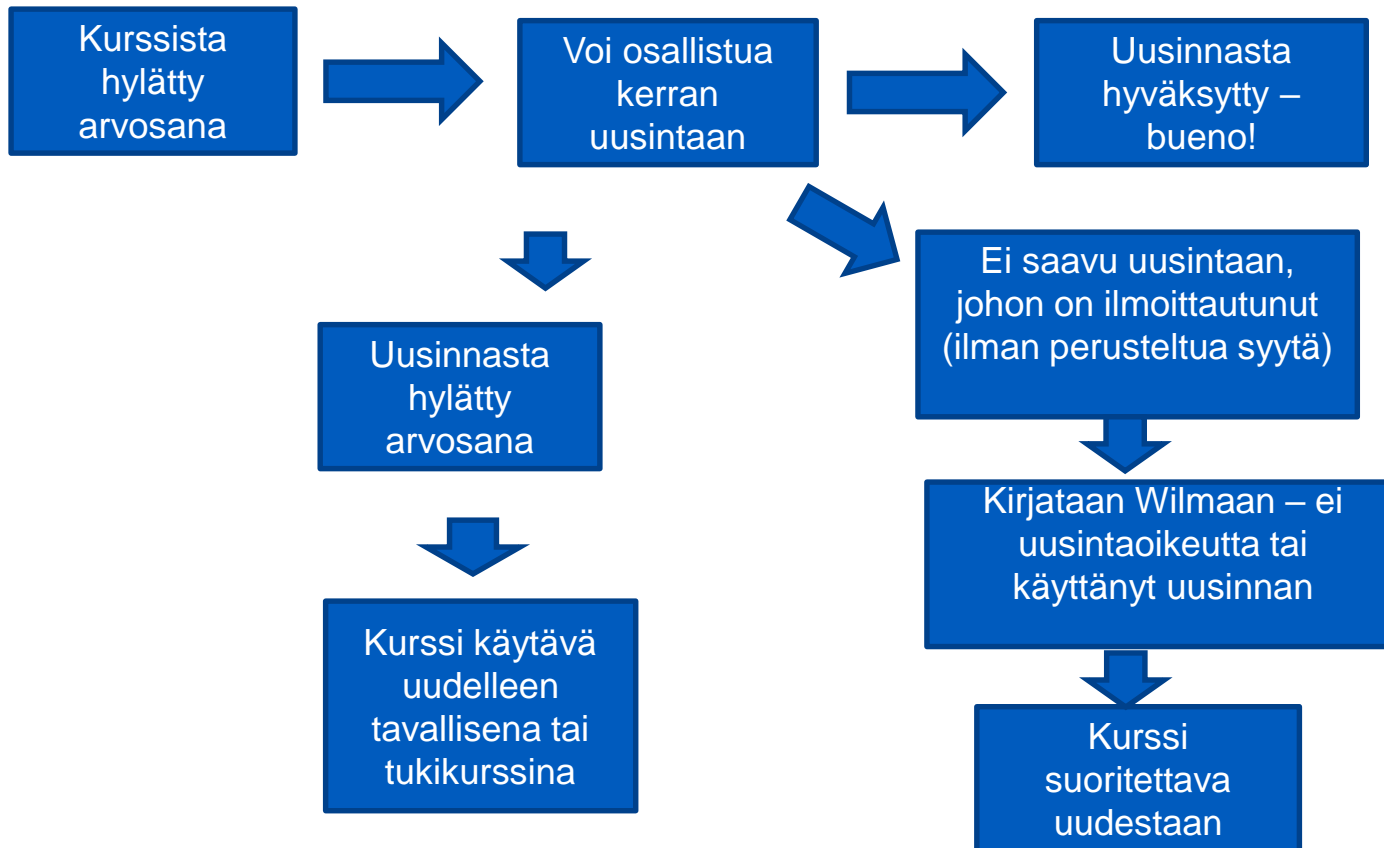 Kurssista
hylätty
arvosana
Voi osallistua
kerran
uusintaan
Uusinnasta
hyväksytty –
bueno!
Ei saavu uusintaan,
johon on ilmoittautunut
(ilman perusteltua syytä)
Uusinnasta
hylätty
arvosana
Kirjataan Wilmaan – ei
uusintaoikeutta tai
käyttänyt uusinnan
Kurssi käytävä
uudelleen
tavallisena tai
tukikurssina
Kurssi
suoritettava
uudestaan